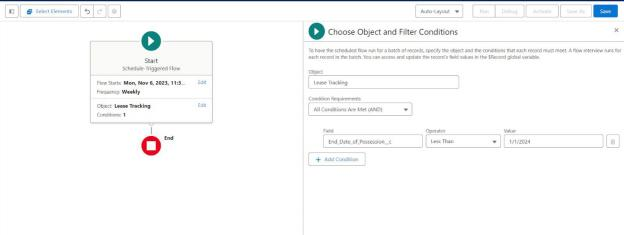 Select Elements
Auto-Layout
Run
Debug
Activate
Save As
Save
Start
Schedule-Triggered Flow
Flow Starts: Mon, Nov 6, 2023, 11:3...
Edit
Frequency: Weekly
Object: Lease Tracking
Edit
Conditions: 1
End
Choose Object and Filter Conditions
To have the scheduled flow run for a batch of records, specify the object and the conditions that each record must meet. A flow interview runs for
each record in the batch. You can access and update the record's field values in the $Record global variable.
Object
Lease Tracking
Condition Requirements
All Conditions Are Met (AND)
Field
Operator
Value
End_Date_of_Possession__c
Less Than
1/1/2024
+ Add Condition